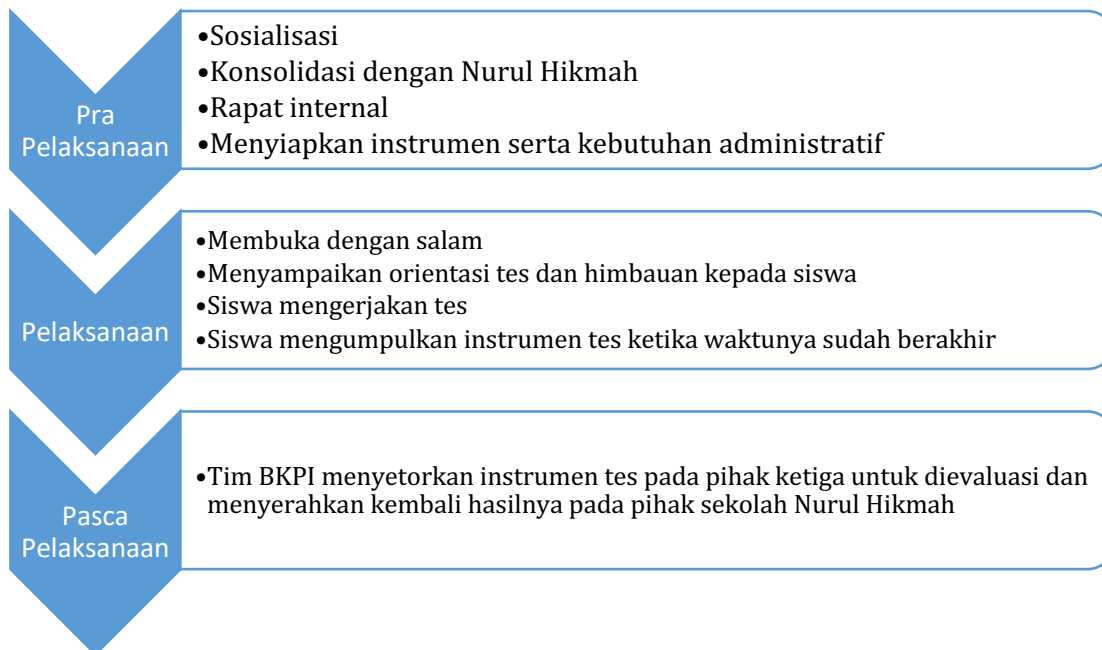 Pra
Pelaksanaan
•Sosialisasi
•Konsolidasi dengan Nurul Hikmah
•Rapat internal
•Menyiapkan instrumen serta kebutuhan administratif
Pelaksanaan
•Membuka dengan salam
•Menyampaikan orientasi tes dan himbauan kepada siswa
•Siswa mengerjakan tes
•Siswa mengumpulkan instrumen tes ketika waktunya sudah berakhir
Pasca
Pelaksanaan
•Tim BKPI menyetorkan instrumen tes pada pihak ketiga untuk dievaluasi dan
menyerahkan kembali hasilnya pada pihak sekolah Nurul Hikmah